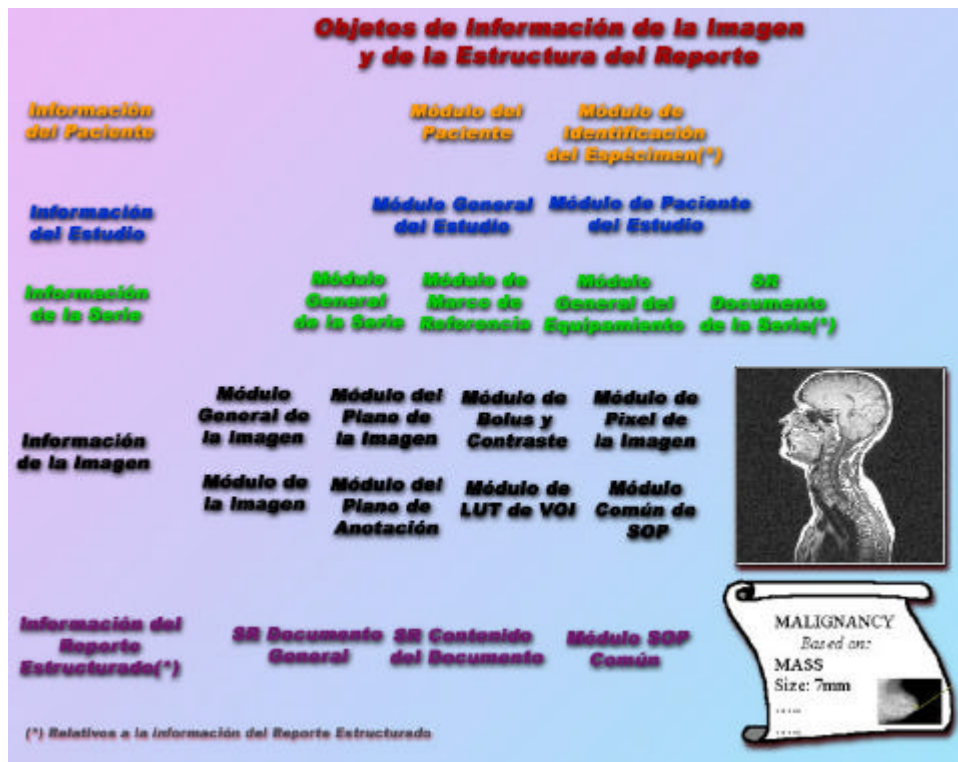 Objetos de Información de la Imagen
y de la Estructura del Reporte
Información
del Paciente
Módulo del
Paciente
Módulo de
Identificación
del Espécimen(*)
Información
del Estudio
Módulo General
del Estudio
Módulo de Paciente
del Estudio
Información
de la Serie
Módulo
General
de la Serie
Módulo de
Marco de
Referencia
Módulo
General del
Equipamiento
SR
Documento
de la Serie(*)
Información
de la Imagen
Módulo
General de
la Imagen
Módulo del
Plano de
la Imagen
Módulo de
Bolus y
Contraste
Módulo de
Pixel de
la Imagen
Módulo de
la Imagen
Módulo del
Plano de
Anotación
Módulo de
LUT de VOI
Módulo
Común de
SOP
Información del
Reporte
Estructurado(*)
SR Documento
General
SR Contenido
del Documento
Módulo SOP
Común
MALIGNANCY
Based on:
MASS
Size: 7mm
....
....
(*) Relativos a la información del Reporte Estructurado